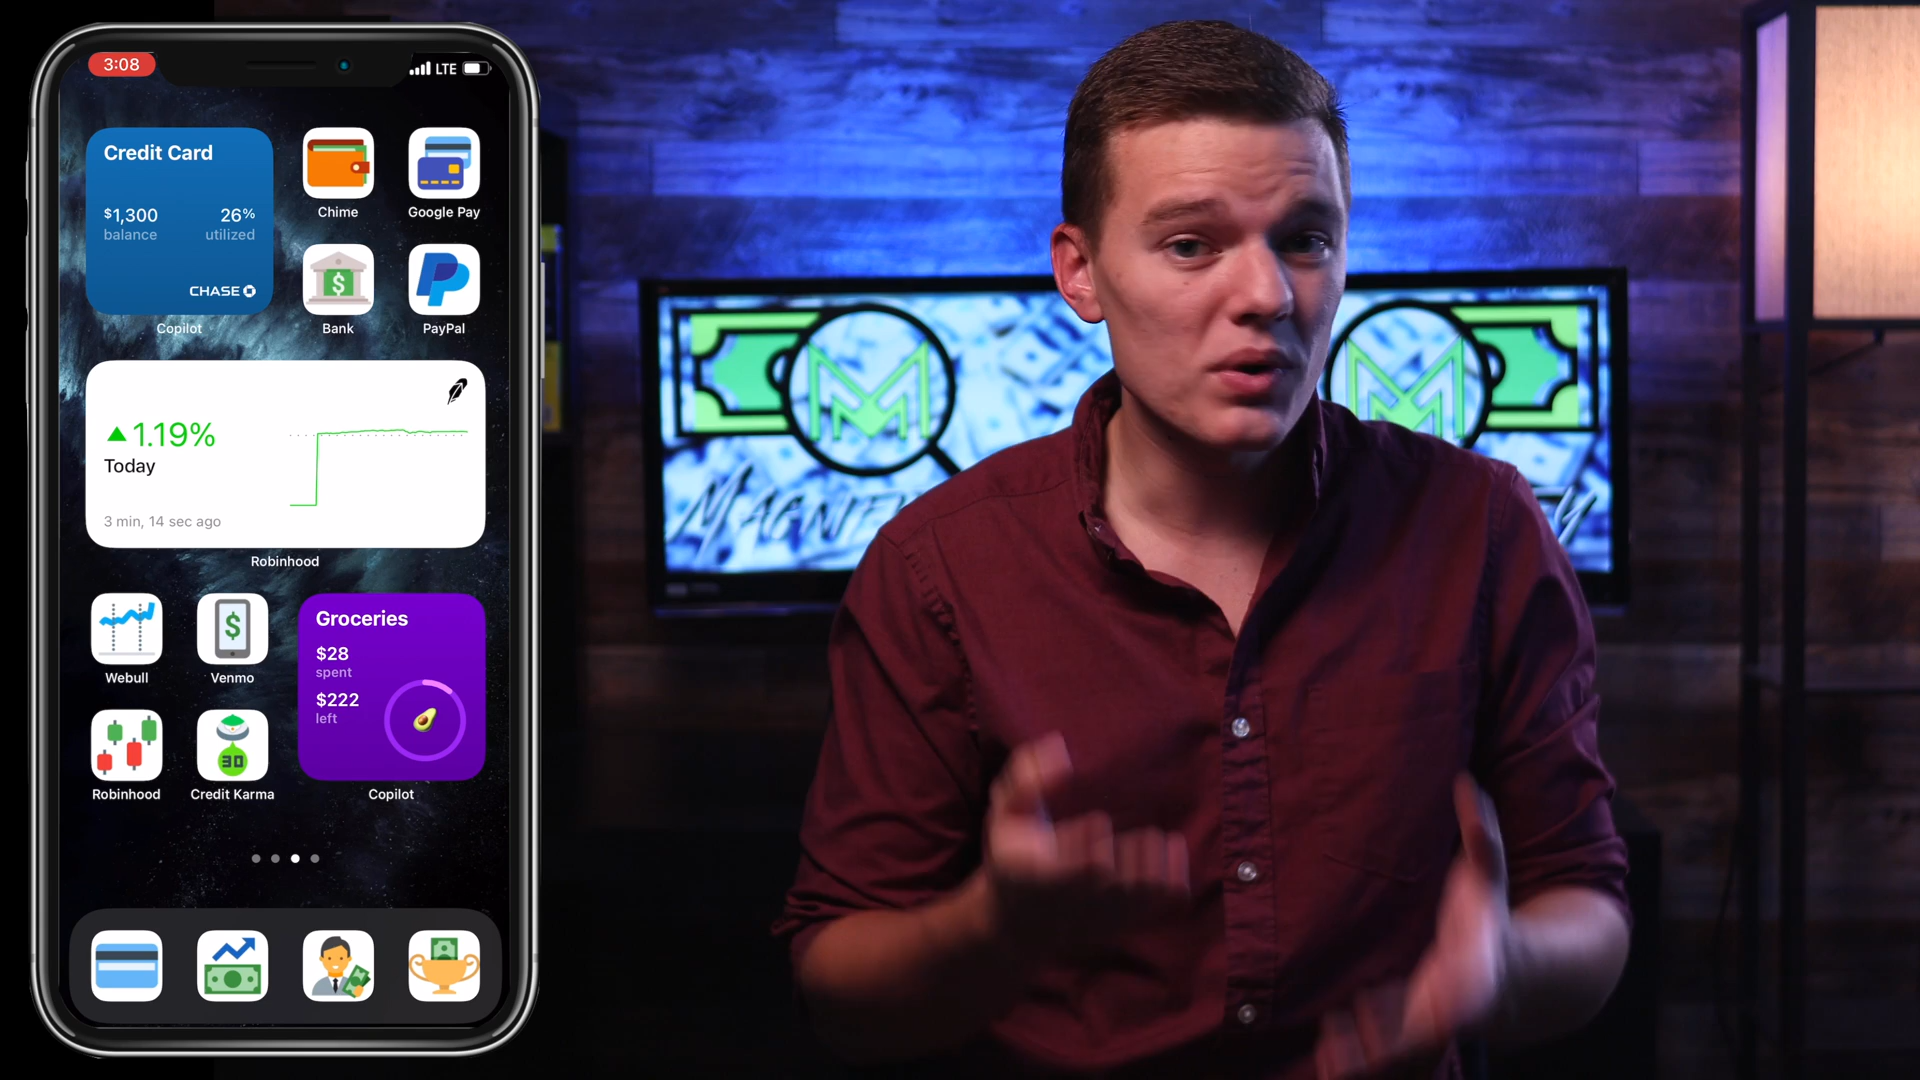 3:08
LTE
Credit Card
$1,300
26%
balance
utilized
CHASE
Copilot
Chime
Google Pay
$
Bank
PayPal
1.19%
Today
3 min, 14 sec ago
Robinhood
Webull
$
Venmo
Groceries
$28
spent
$222
left
Robinhood
30
Credit Karma
Copilot